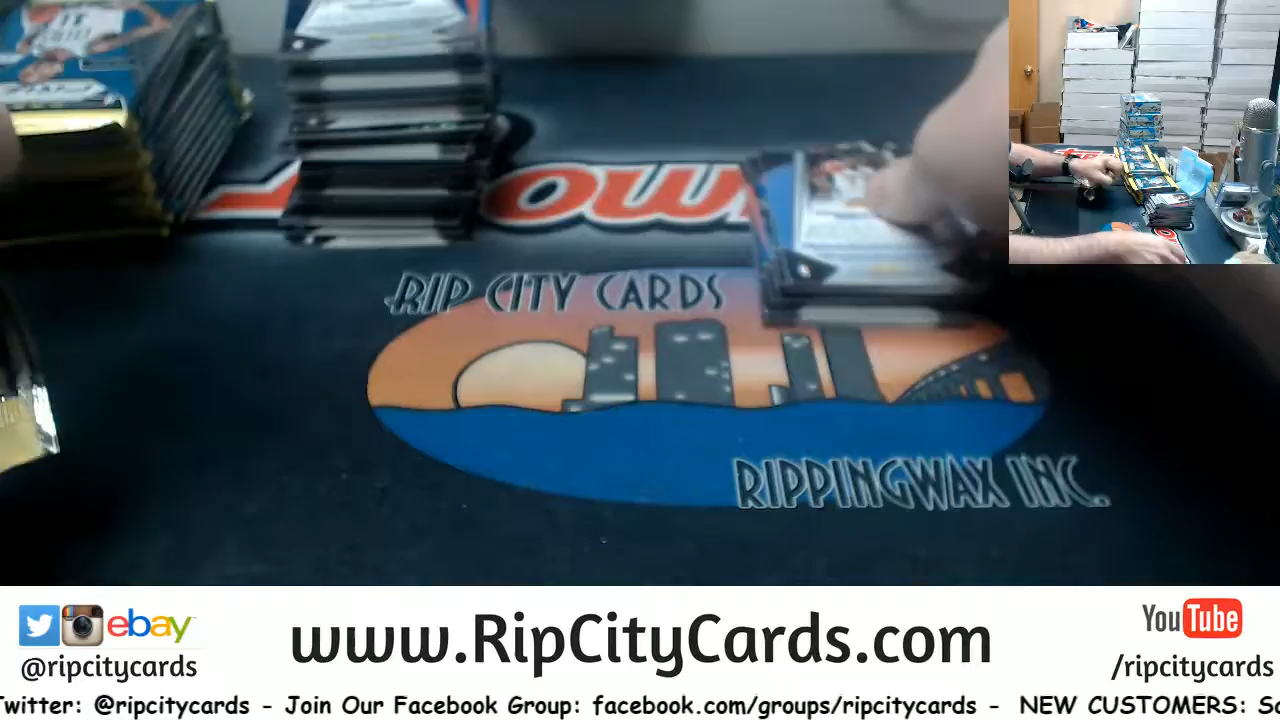 RIP CITY CARDS
RIPPINGWAX INC.
ebay
www.RipCityCards.com
YouTube
@ripcitycards
/ripcitycards
Twitter: @ripcitycards - Join Our Facebook Group: facebook.com/groups/ripcitycards - NEW CUSTOMERS: